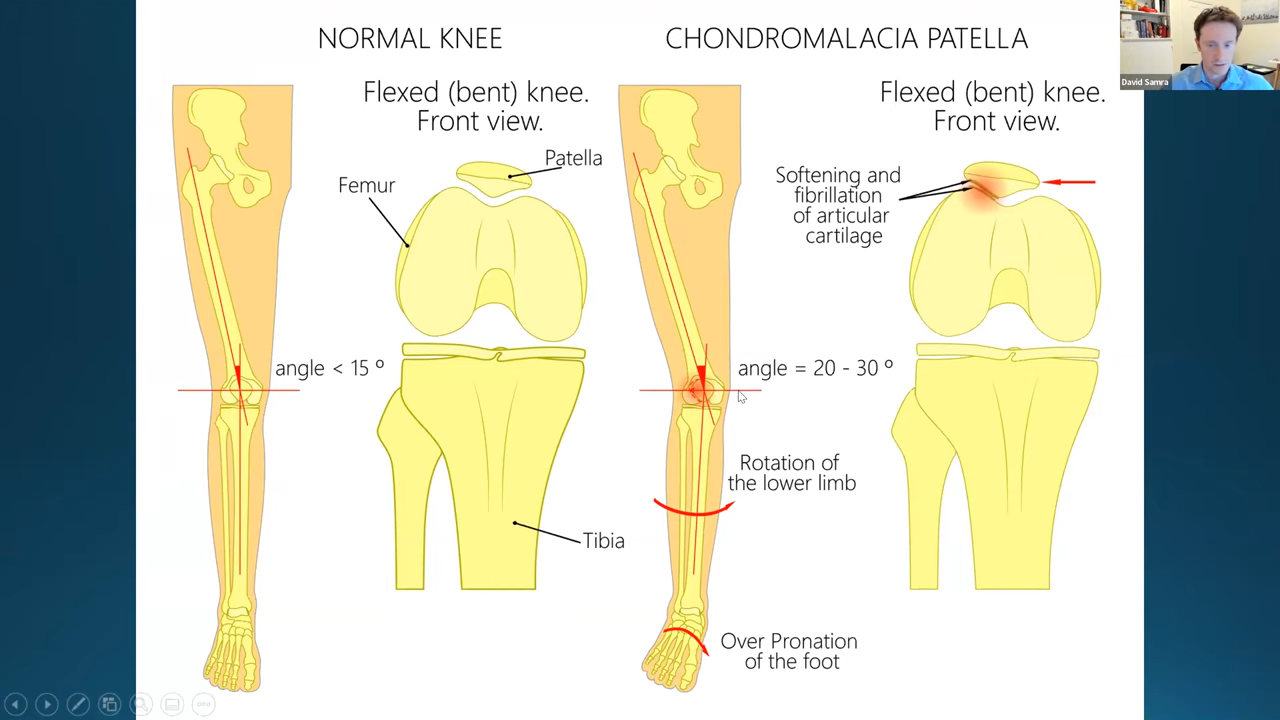 NORMAL KNEE
CHONDROMALACIA PATELLA
David Samra
Flexed (bent) knee.
Front view.
Patella
Femur
angle < 15 º
Tibia
Flexed (bent) knee.
Front view.
Softening and
fibrillation
of articular
cartilage
angle = 20 - 30 º
Rotation of
the lower limb
Over Pronation
of the foot